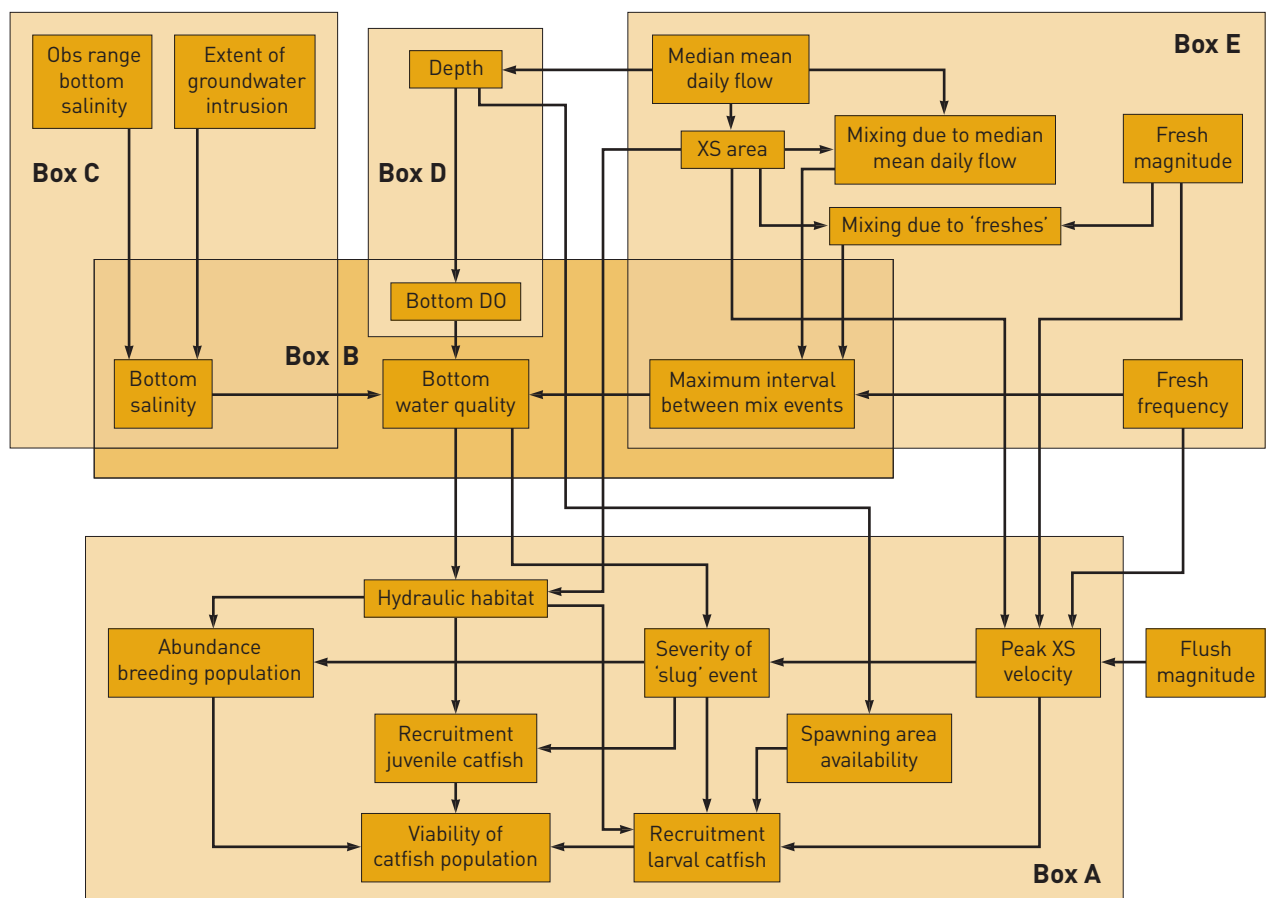 Obs range
bottom
salinity
Extent of
groundwater
intrusion
Box C
Depth
Box D
Median mean
daily flow
Box E
XS area
Mixing due to median
mean daily flow
Fresh
magnitude
Mixing due to ‘freshes’
Bottom DO
Box B
Bottom
salinity
Bottom
water quality
Maximum interval
between mix events
Fresh
frequency
Hydraulic habitat
Abundance
breeding population
Severity of
‘slug’ event
Peak XS
velocity
Flush
magnitude
Recruitment
juvenile catfish
Spawning area
availability
Viability of
catfish population
Recruitment
larval catfish
Box A